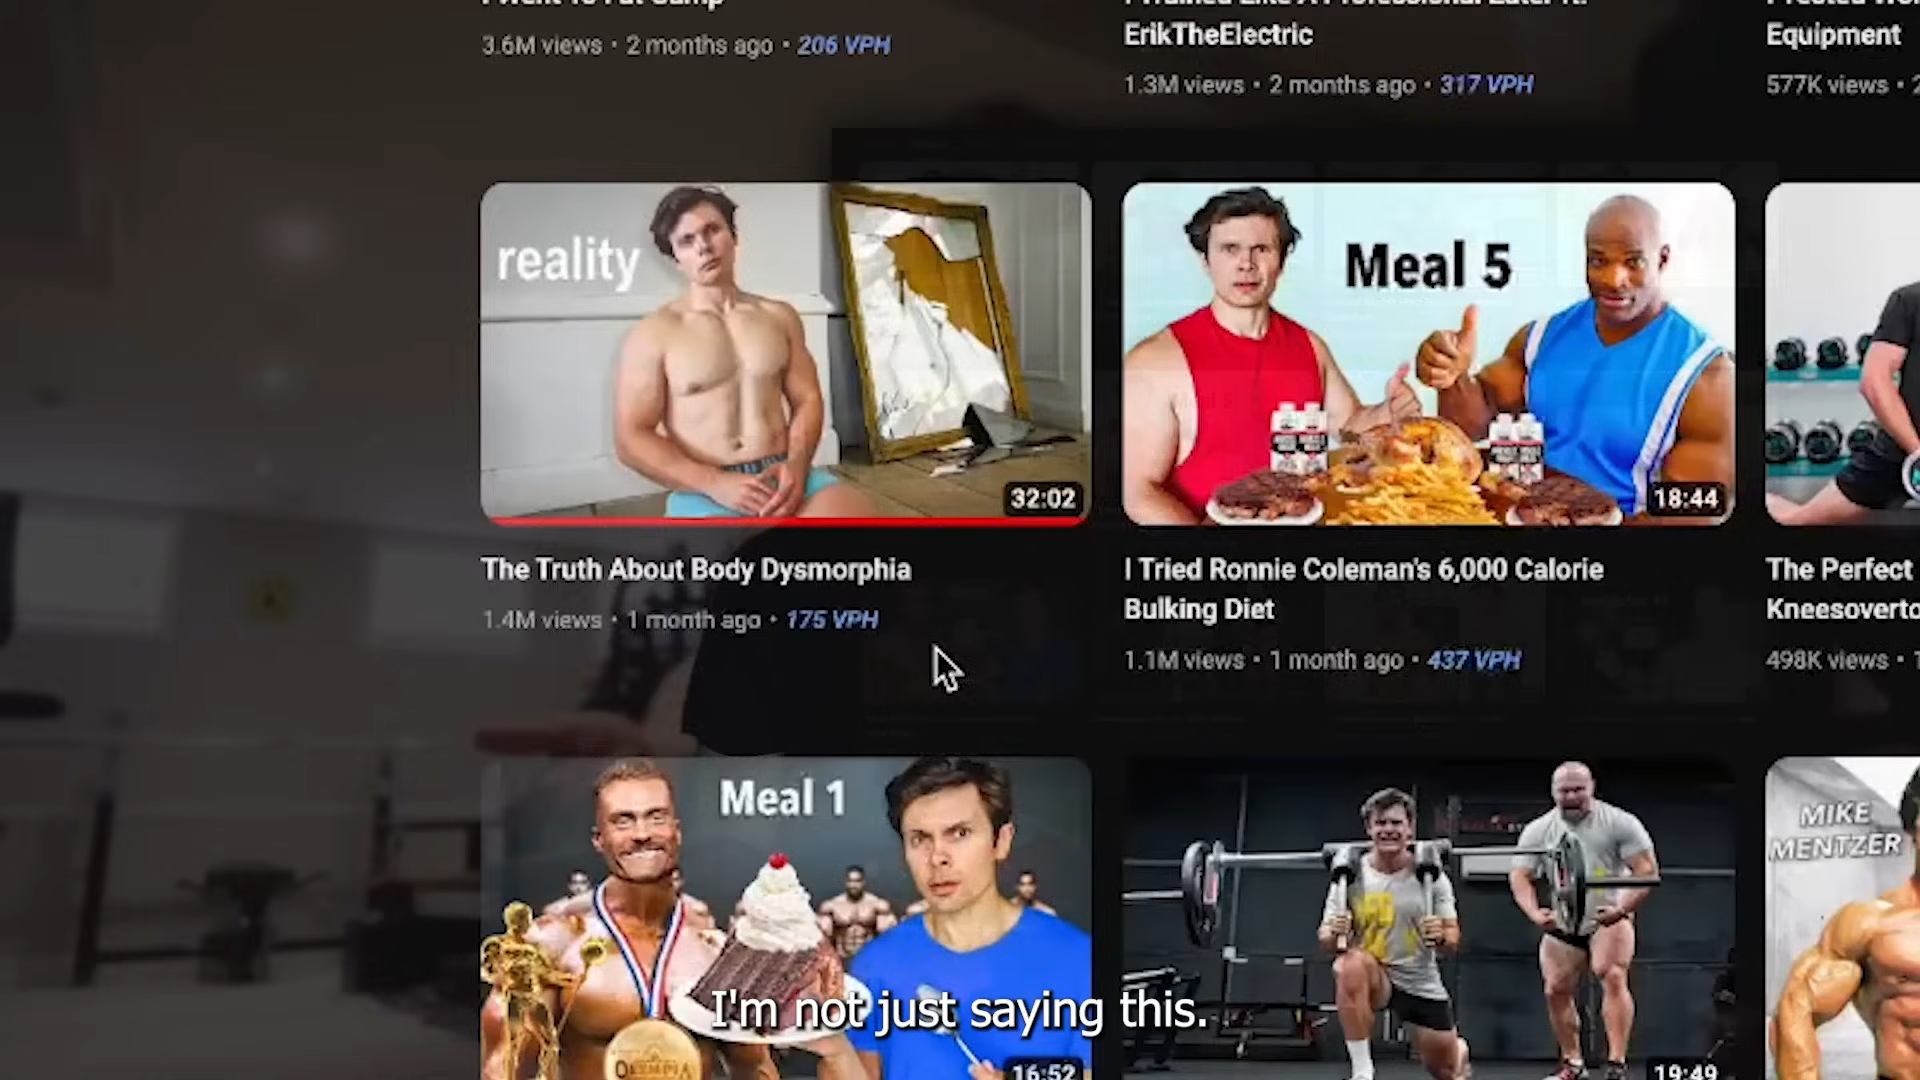 3.6M views • 2 months ago • 206 VPH
ErikTheElectric
1.3M views • 2 months ago • 317 VPH
Equipment
577K views • 2
reality
32:02
The Truth About Body Dysmorphia
1.4M views • 1 month ago • 175 VPH
Meal 5
18:44
I Tried Ronnie Coleman's 6,000 Calorie
Bulking Diet
1.1M views • 1 month ago • 437 VPH
The Perfect
Kneesoverto
498K views • 1
Meal 1
OLYMPIA
16:52
19:49
MIKE
MENTZER
I'm not just saying this.